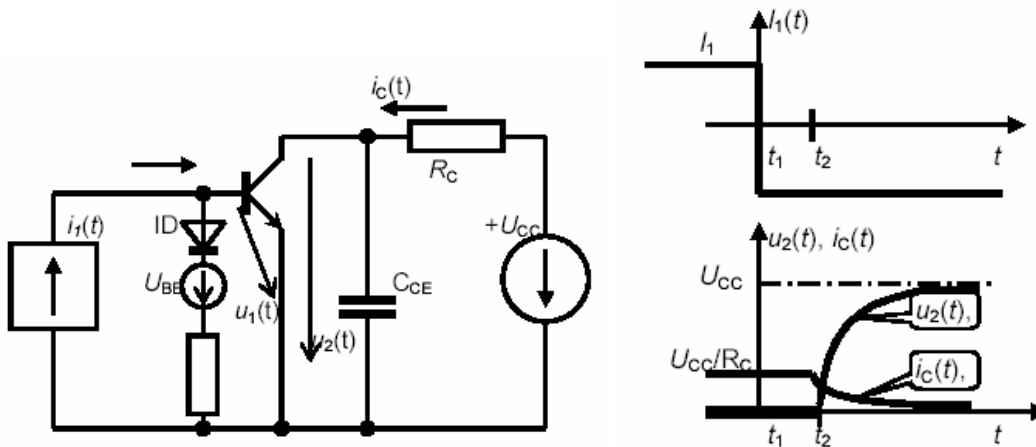 i_C(t)
R_C
ID
i_1(t)
U_BE
u_1(t)
u_2(t)
C_CE
+U_CC
I_1(t)
I_1
t_1
t_2
t
u_2(t), i_C(t)
U_CC
u_2(t),
U_CC/R_C
i_C(t),
t_1
t_2
t